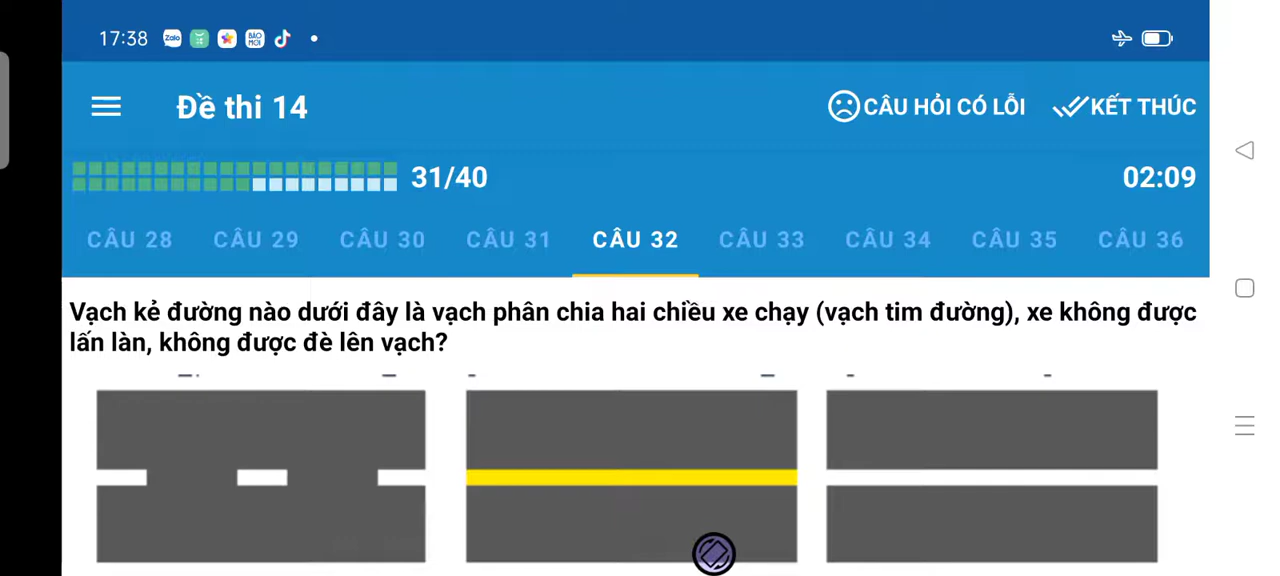 17:38 Zalo BÁO MỚI
Đề thi 14 CÂU HỎI CÓ LỖI KẾT THÚC
31/40 02:09
CÂU 28 CÂU 29 CÂU 30 CÂU 31 CÂU 32 CÂU 33 CÂU 34 CÂU 35 CÂU 36
Vạch kẻ đường nào dưới đây là vạch phân chia hai chiều xe chạy (vạch tim đường), xe không được
lấn làn, không được đè lên vạch?